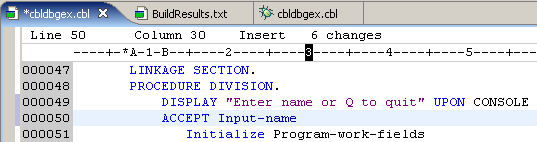 *cbldbgex.cbl BuildResults.txt cbldbgex.cbl
Line 50 Column 30 Insert 6 changes
----+-*A-1-B--+----2----+----3----+----4----+----5----+
000047 LINKAGE SECTION.
000048 PROCEDURE DIVISION.
000049 DISPLAY "Enter name or Q to quit" UPON CONSOLE
000050 ACCEPT Input-name
000051 Initialize Program-work-fields